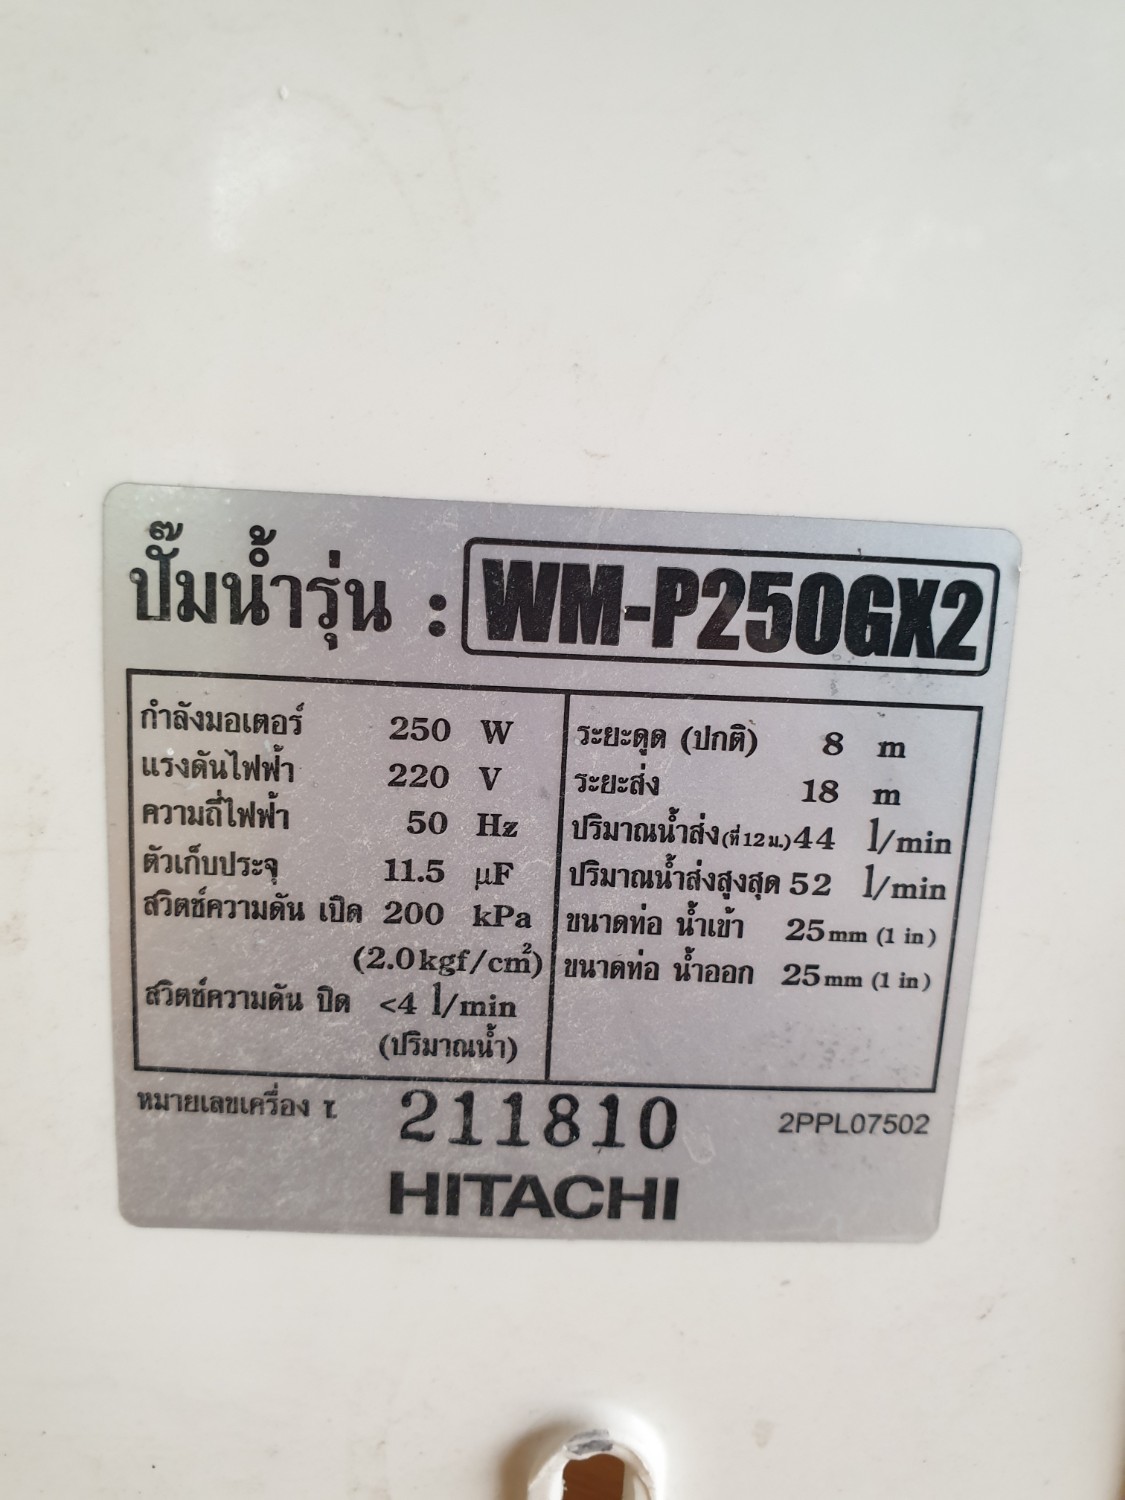 ปั๊มน้ำรุ่น : WM-P250GX2
กำลังมอเตอร์ 250 W
แรงดันไฟฟ้า 220 V
ความถี่ไฟฟ้า 50 Hz
ตัวเก็บประจุ 11.5 µF
สวิตช์ความดัน เปิด 200 kPa
(2.0kgf/cm²)
สวิตช์ความดัน ปิด <4 l/min
(ปริมาณน้ำ)
ระยะดูด (ปกติ) 8 m
ระยะส่ง 18 m
ปริมาณน้ำส่ง(ที่ 12 ม.) 44 l/min
ปริมาณน้ำส่งสูงสุด 52 l/min
ขนาดท่อ น้ำเข้า 25mm (1 in)
ขนาดท่อ น้ำออก 25mm (1 in)
หมายเลขเครื่อง 211810 2PPL07502
HITACHI